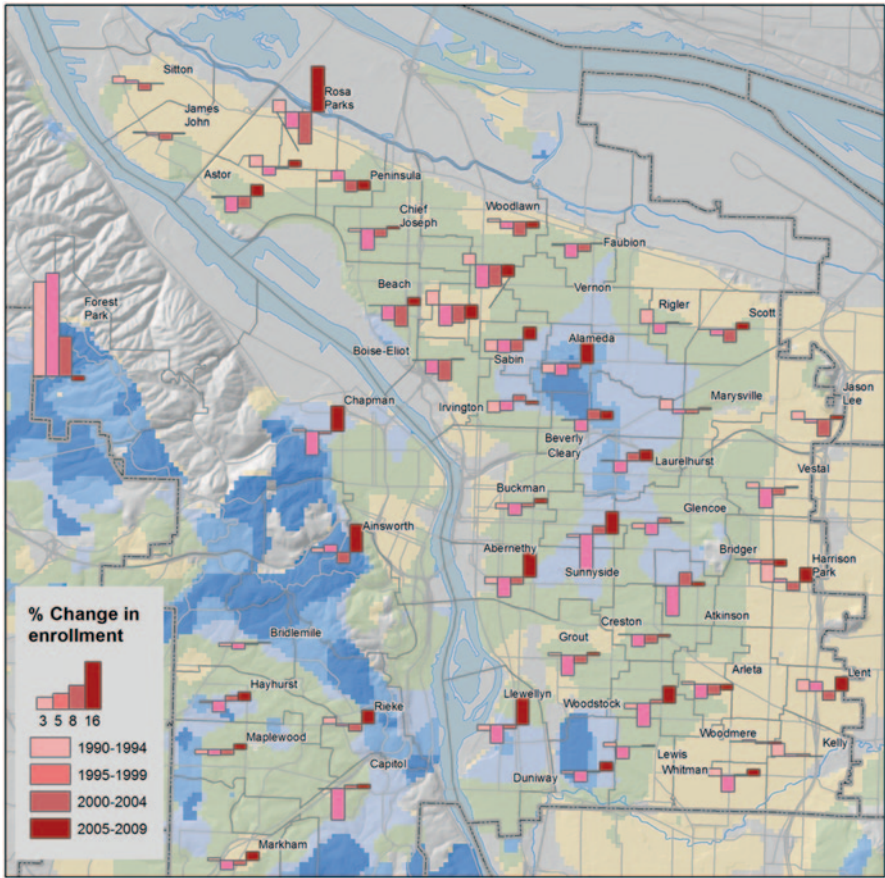 Sitton
Rosa
Parks
James
John
Astor
Peninsula
Chief
Joseph
Woodlawn
Faubion
Beach
Vernon
Forest
Park
Rigler
Scott
Boise-Eliot
Sabin
Alameda
Chapman
Irvington
Marysville
Jason
Lee
Beverly
Cleary
Laurelhurst
Vestal
Buckman
Glencoe
Ainsworth
Abernethy
Sunnyside
Bridger
Harrison
Park
% Change in
enrollment
3 5 8 16
1990-1994
1995-1999
2000-2004
2005-2009
Atkinson
Creston
Bridlemile
Grout
Arleta
Lent
Hayhurst
Rieke
Llewellyn
Woodstock
Maplewood
Woodmere
Kelly
Capitol
Lewis
Duniway
Whitman
Markham